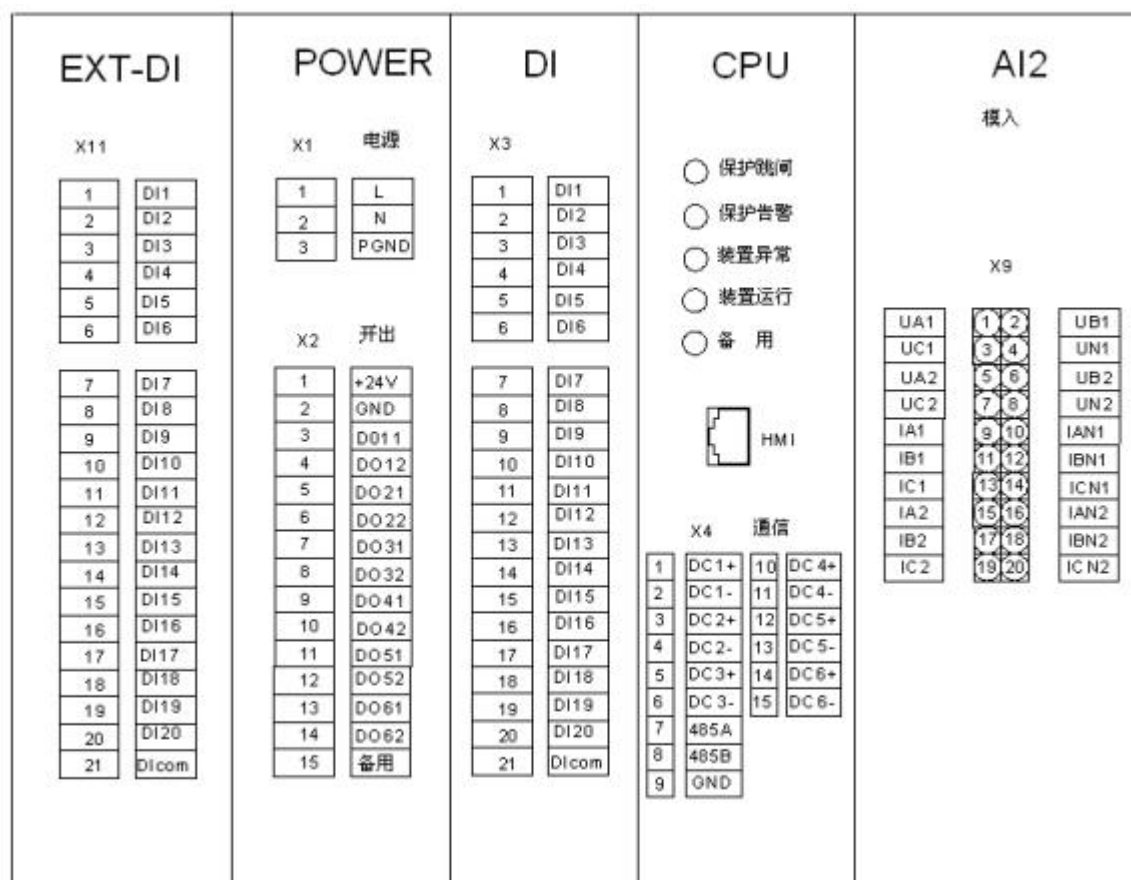 EXT-DI
X11
1 DI1
2 DI2
3 DI3
4 DI4
5 DI5
6 DI6
7 DI7
8 DI8
9 DI9
10 DI10
11 DI11
12 DI12
13 DI13
14 DI14
15 DI15
16 DI16
17 DI17
18 DI18
19 DI19
20 DI20
21 DIcom
POWER
X1 电源
1 L
2 N
3 PGND
X2 开出
1 +24V
2 GND
3 D011
4 DO12
5 DO21
6 DO22
7 DO31
8 DO32
9 DO41
10 DO42
11 DO51
12 DO52
13 DO61
14 DO62
15 备用
DI
X3
1 DI1
2 DI2
3 DI3
4 DI4
5 DI5
6 DI6
7 DI7
8 DI8
9 DI9
10 DI10
11 DI11
12 DI12
13 DI13
14 DI14
15 DI15
16 DI16
17 DI17
18 DI18
19 DI19
20 DI20
21 DIcom
CPU
保护跳闸
保护告警
装置异常
装置运行
备 用
HMI
X4 通信
1 DC1+ 10 DC4+
2 DC1- 11 DC4-
3 DC2+ 12 DC5+
4 DC2- 13 DC5-
5 DC3+ 14 DC6+
6 DC3- 15 DC6-
7 485A
8 485B
9 GND
AI2
模入
X9
UA1 1 2 UB1
UC1 3 4 UN1
UA2 5 6 UB2
UC2 7 8 UN2
IA1 9 10 IAN1
IB1 11 12 IBN1
IC1 13 14 ICN1
IA2 15 16 IAN2
IB2 17 18 IBN2
IC2 19 20 ICN2